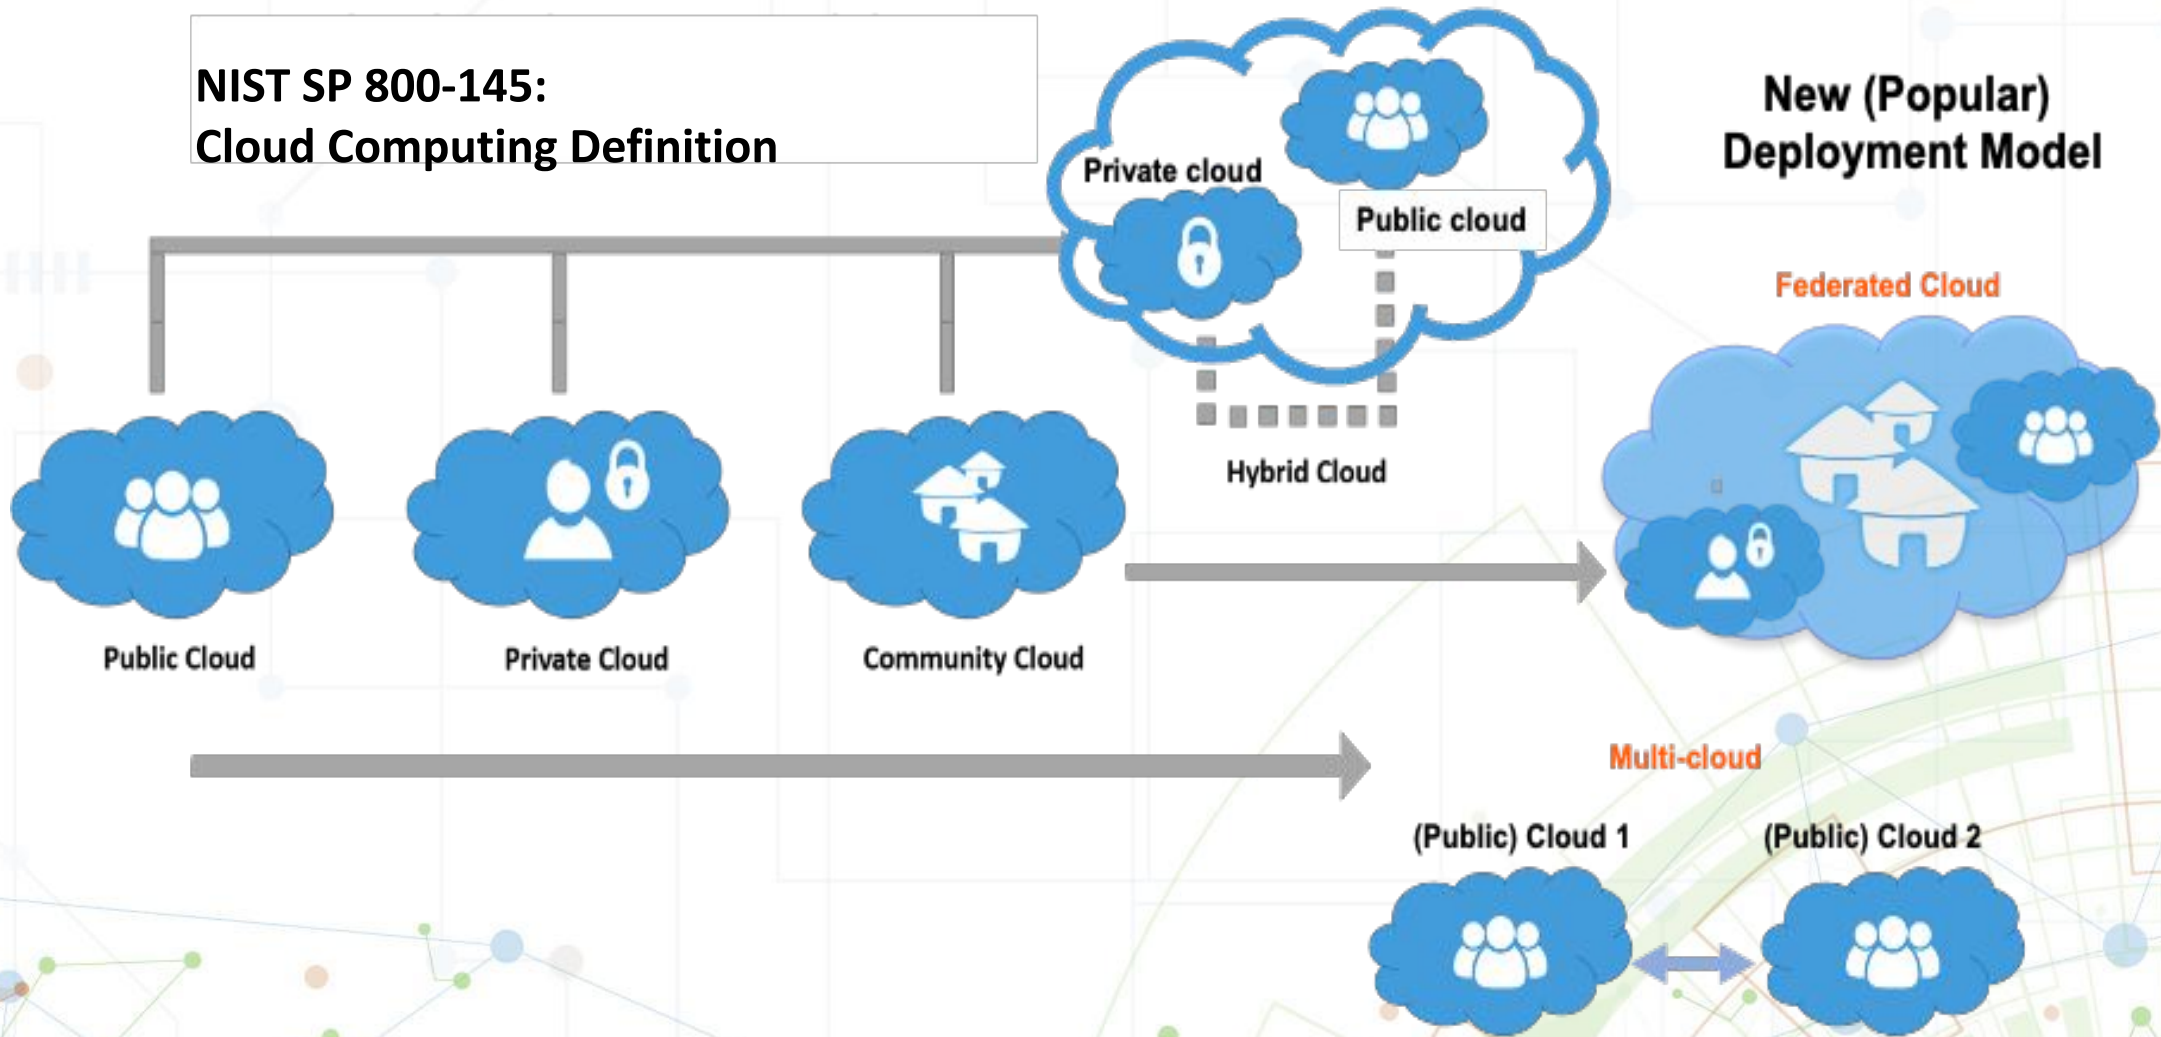 NIST SP 800-145:
Cloud Computing Definition
Private cloud
Public cloud
Hybrid Cloud
New (Popular)
Deployment Model
Federated Cloud
Public Cloud
Private Cloud
Community Cloud
Multi-cloud
(Public) Cloud 1
(Public) Cloud 2